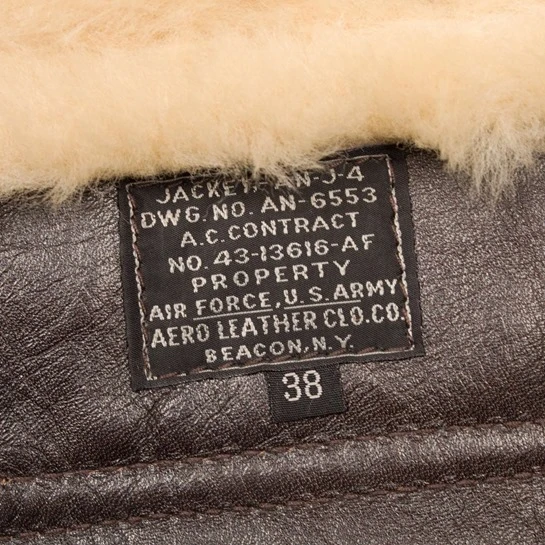 JACKET, AN-J-4
DWG. NO. AN-6553
A.C. CONTRACT
NO. 43-13616-AF
PROPERTY
AIR FORCE, U.S. ARMY
AERO LEATHER CLO. CO.
BEACON, N.Y.
38